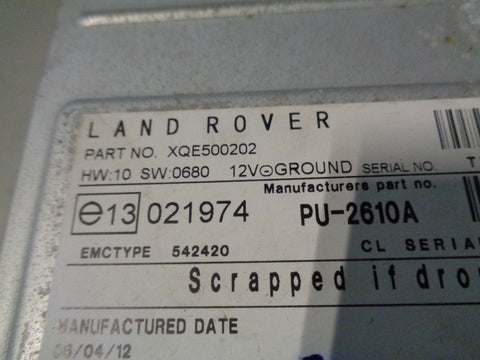 LAND ROVER
PART NO. XQE500202
HW:10 SW:0680 12V⊖GROUND SERIAL NO.
Manufacturers part no.
e13 021974 PU-2610A
EMCTYPE 542420 CL SERIAL
Scrapped if dro
MANUFACTURED DATE
06/04/12